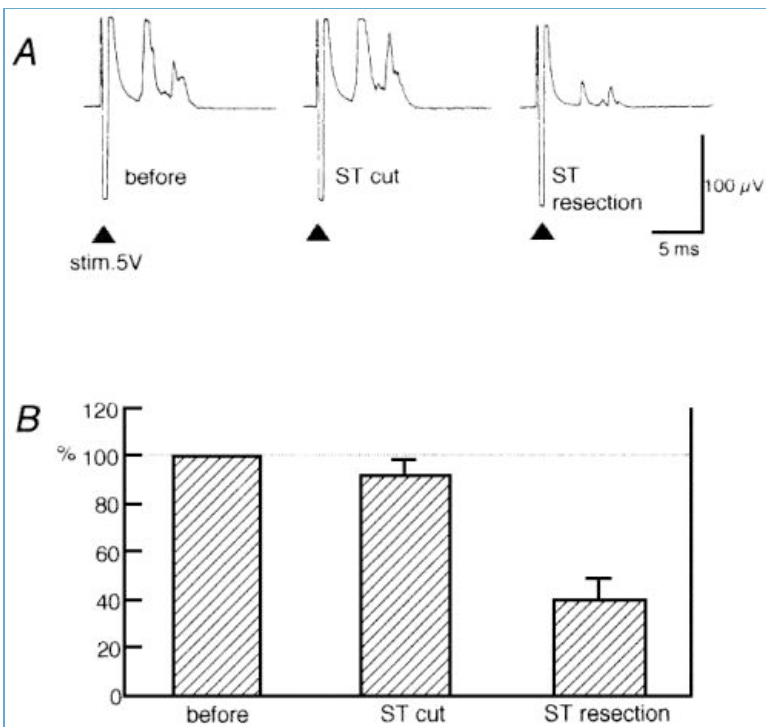 A
before
ST cut
ST
resection
100 µV
5 ms
stim.5V
B
%
120
100
80
60
40
20
0
before
ST cut
ST resection